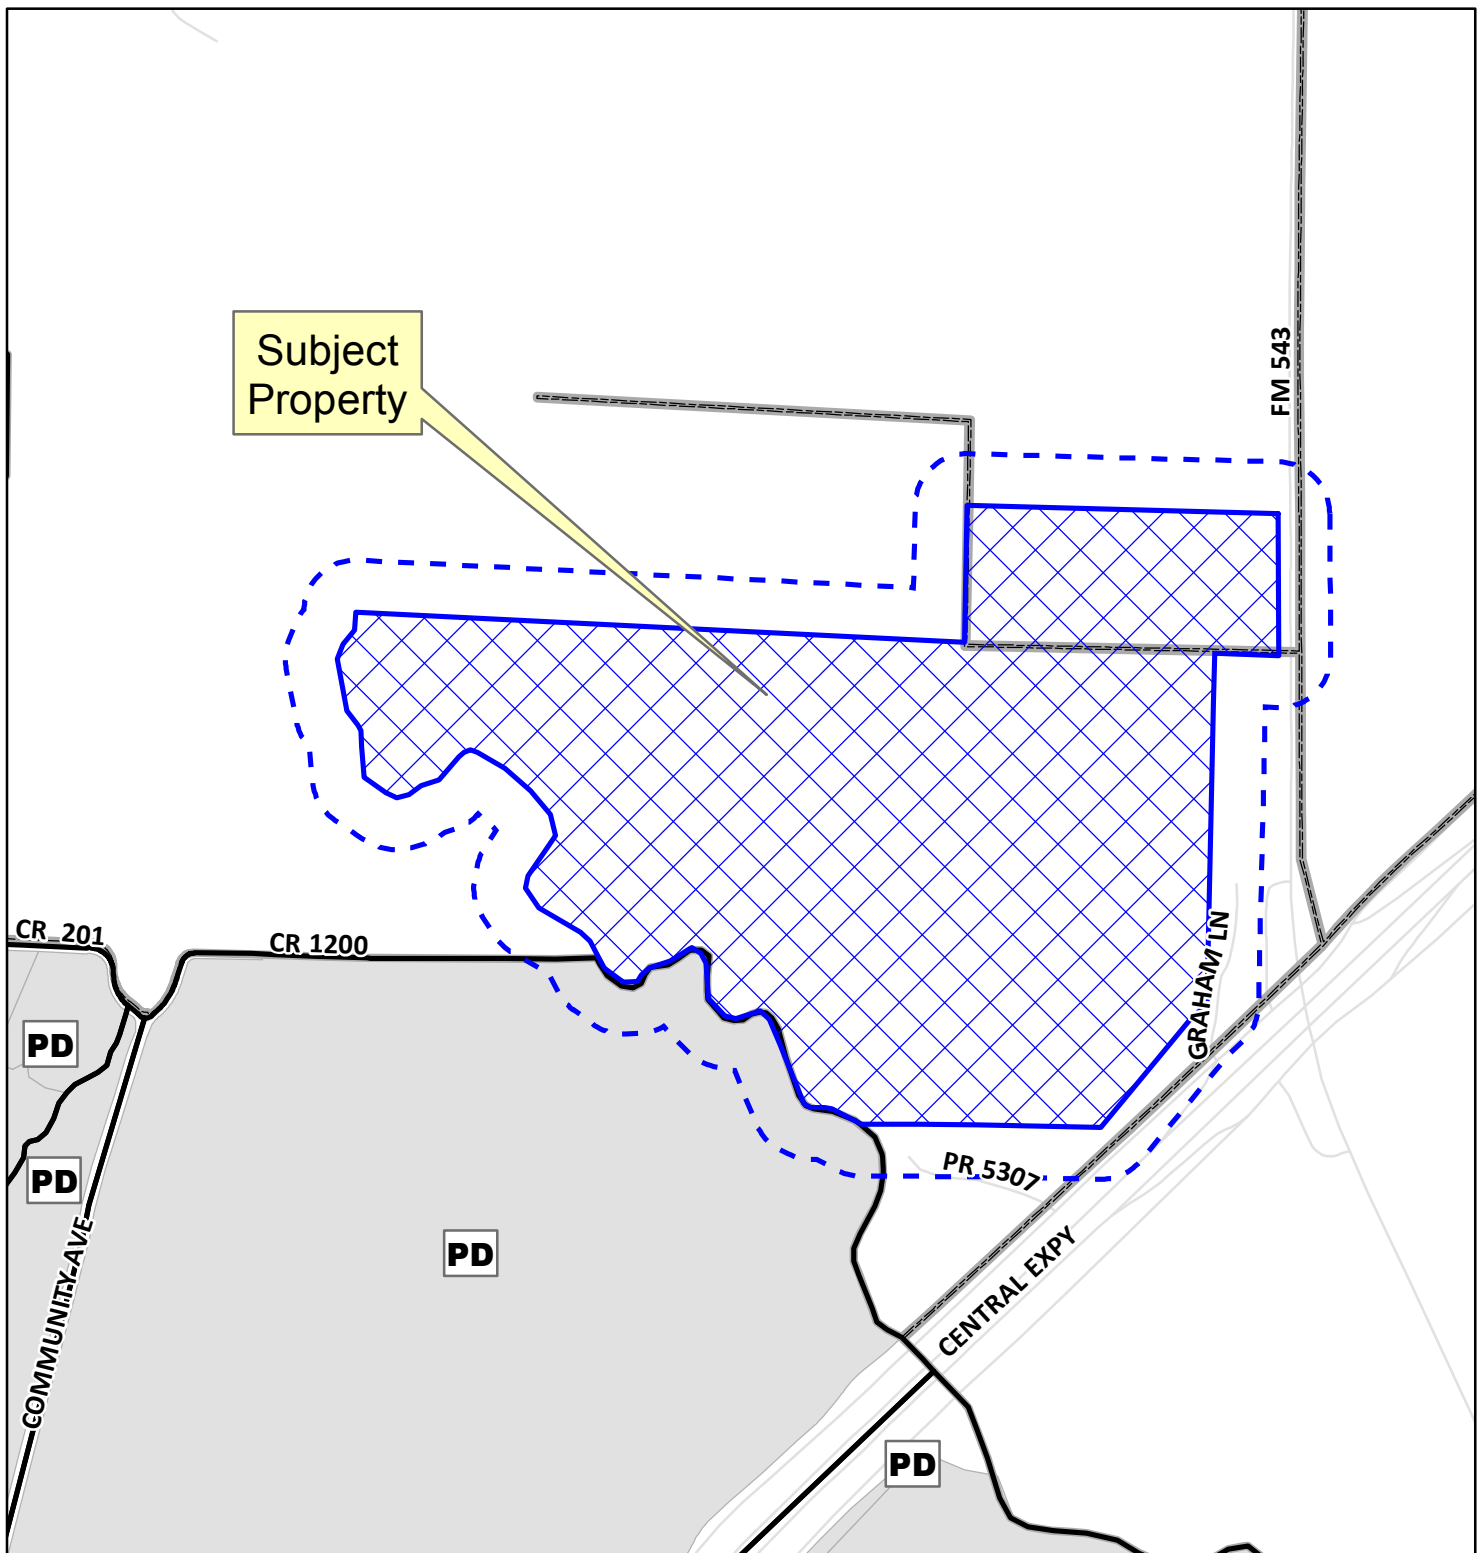 Subject
Property
FM 543
CR 201
CR 1200
GRAHAM LN
PD
PD
PR 5307
COMMUNITY AVE
PD
CENTRAL EXPY
PD